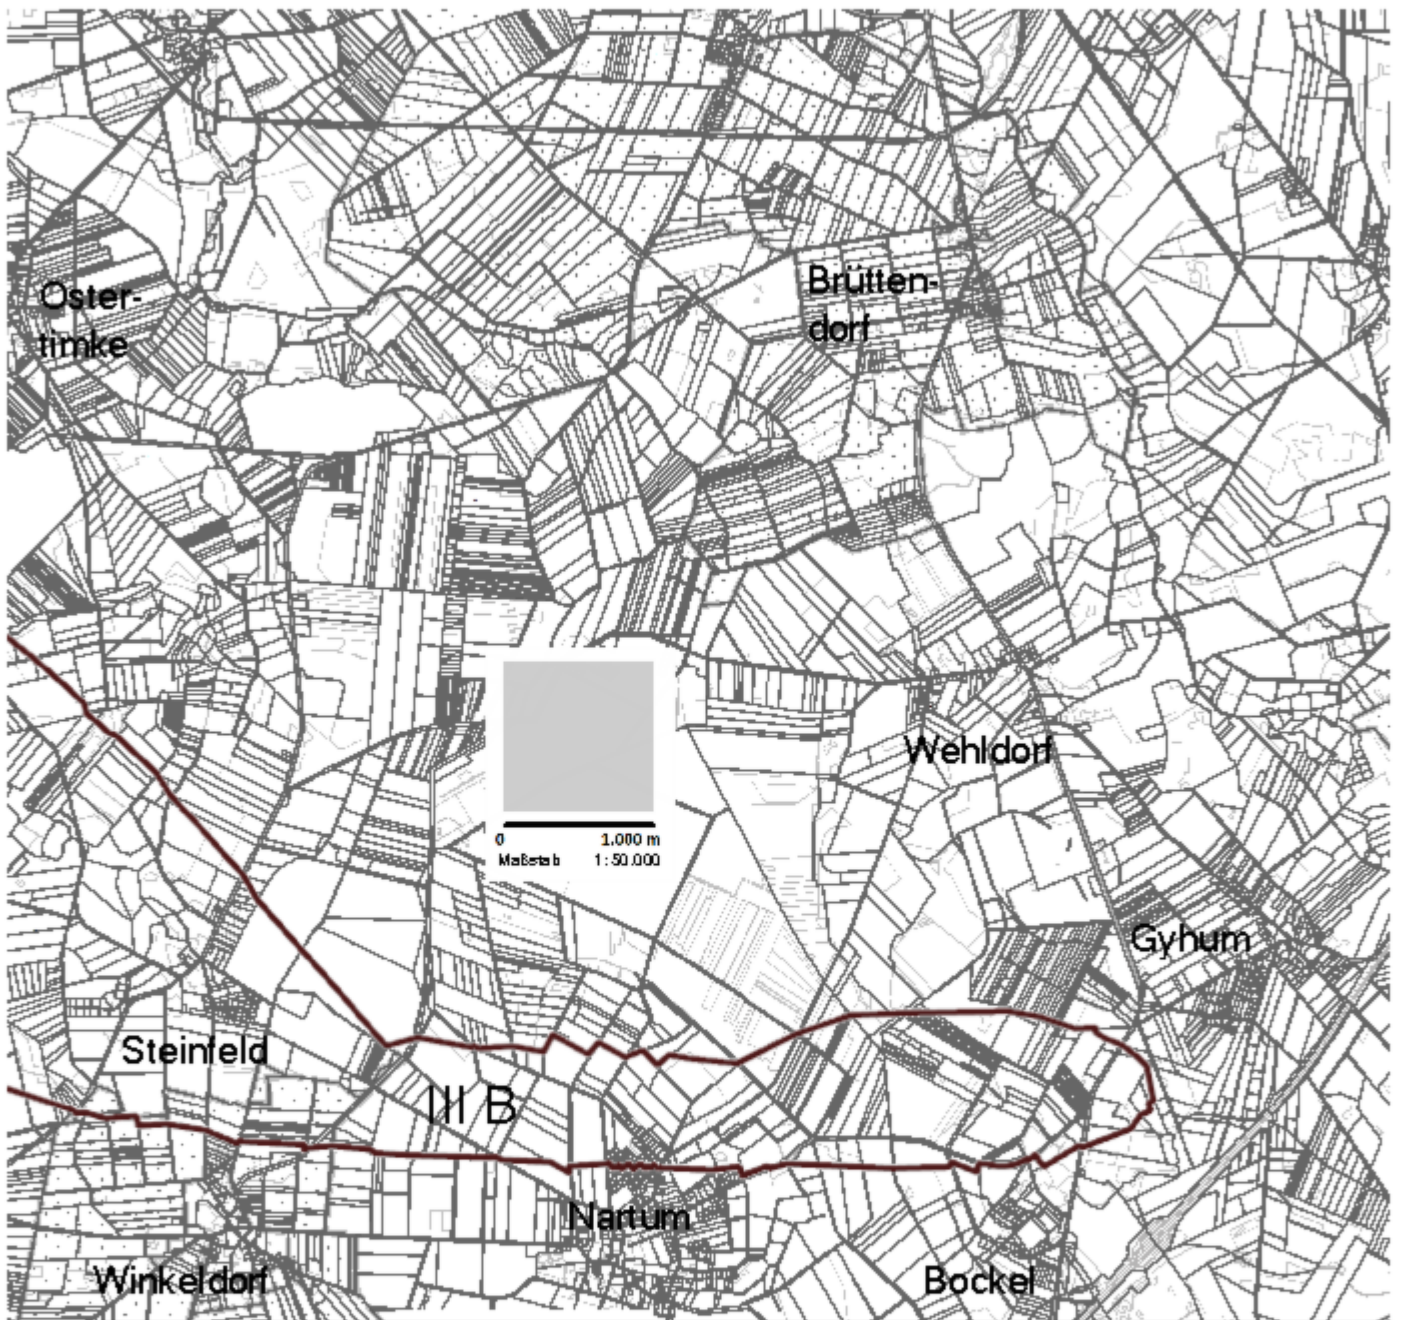 Oster-
timke
Brütten-
dorf
Wehldorf
0 1.000 m
Maßstab 1:50.000
Gyhum
Steinfeld
III B
Nartum
Winkeldorf
Bockel